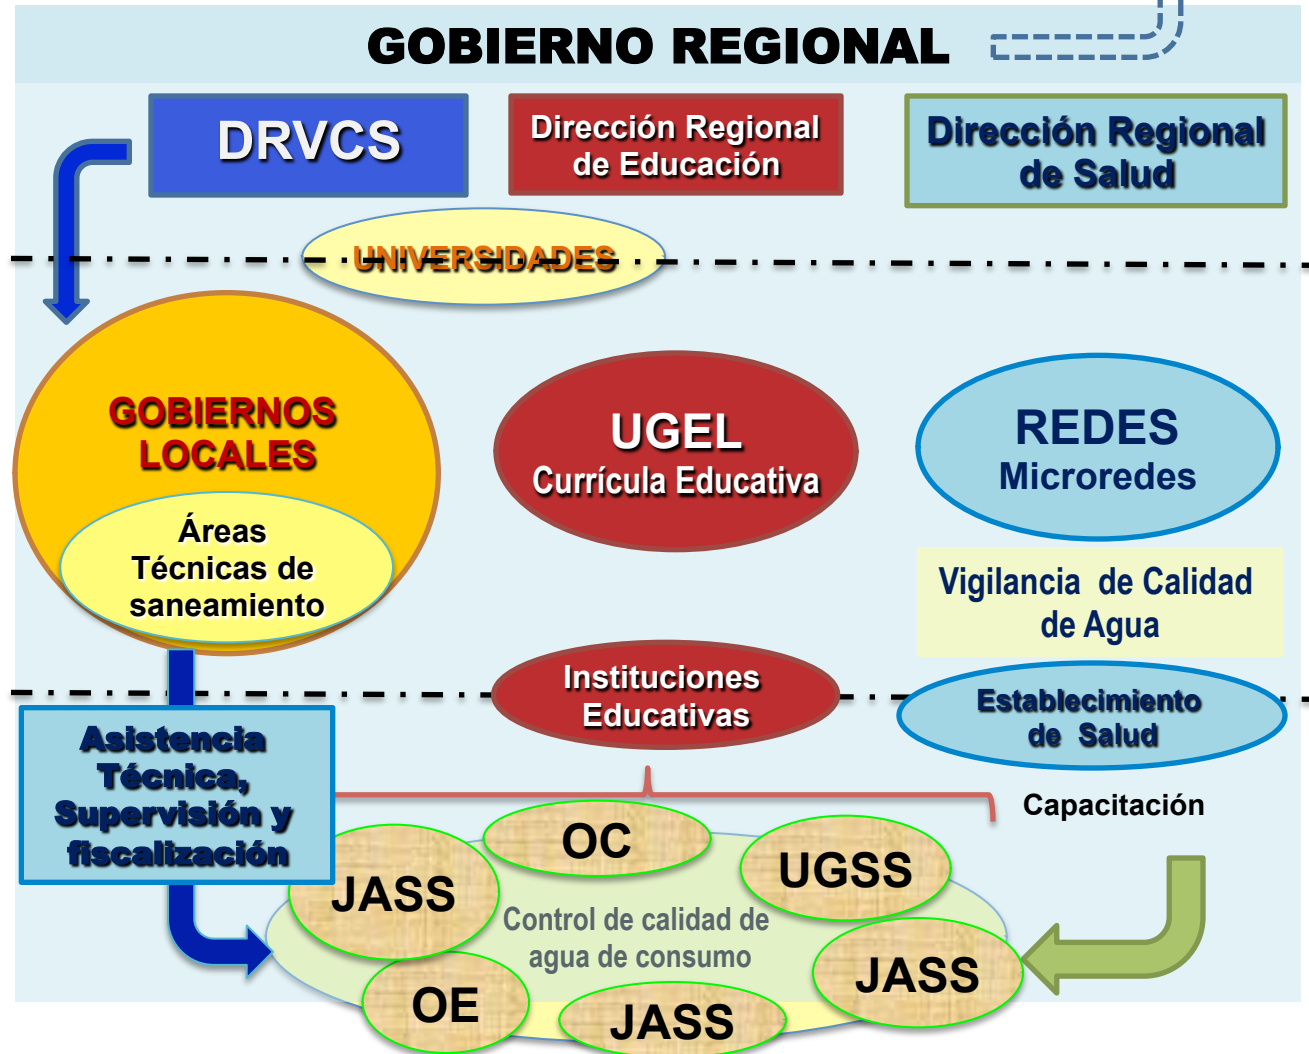 GOBIERNO REGIONAL
DRVCS
Dirección Regional
de Educación
Dirección Regional
de Salud
UNIVERSIDADES
GOBIERNOS
LOCALES
Áreas
Técnicas de
saneamiento
UGEL
Currícula Educativa
REDES
Microredes
Vigilancia de Calidad
de Agua
Instituciones
Educativas
Establecimiento
de Salud
Asistencia
Técnica,
Supervisión y
fiscalización
Capacitación
OC
UGSS
JASS
Control de calidad de
agua de consumo
JASS
OE
JASS